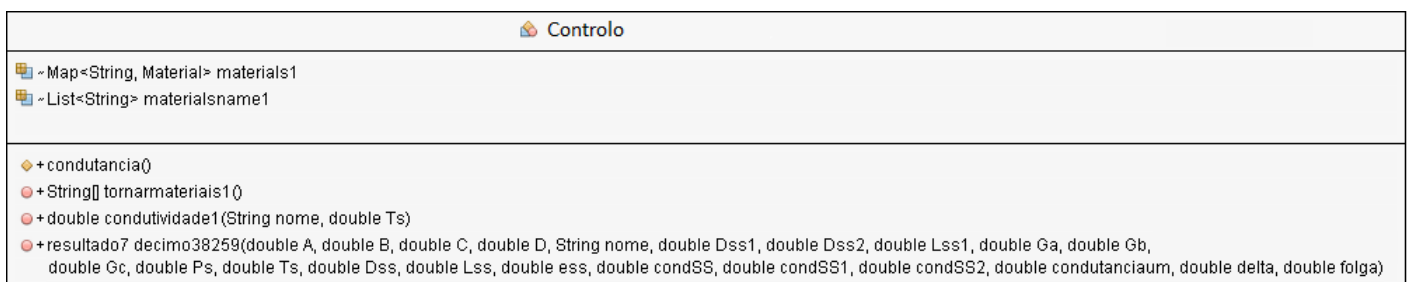 Controlo
~Map<String, Material> materials1
~List<String> materialsname1
+condutancia()
+String[] tornarmateriais1()
+double condutividade1(String nome, double Ts)
+resultado7 decimo38259(double A, double B, double C, double D, String nome, double Dss1, double Dss2, double Lss1, double Ga, double Gb,
double Gc, double Ps, double Ts, double Dss, double Lss, double ess, double condSS, double condSS1, double condSS2, double condutanciaum, double delta, double folga)